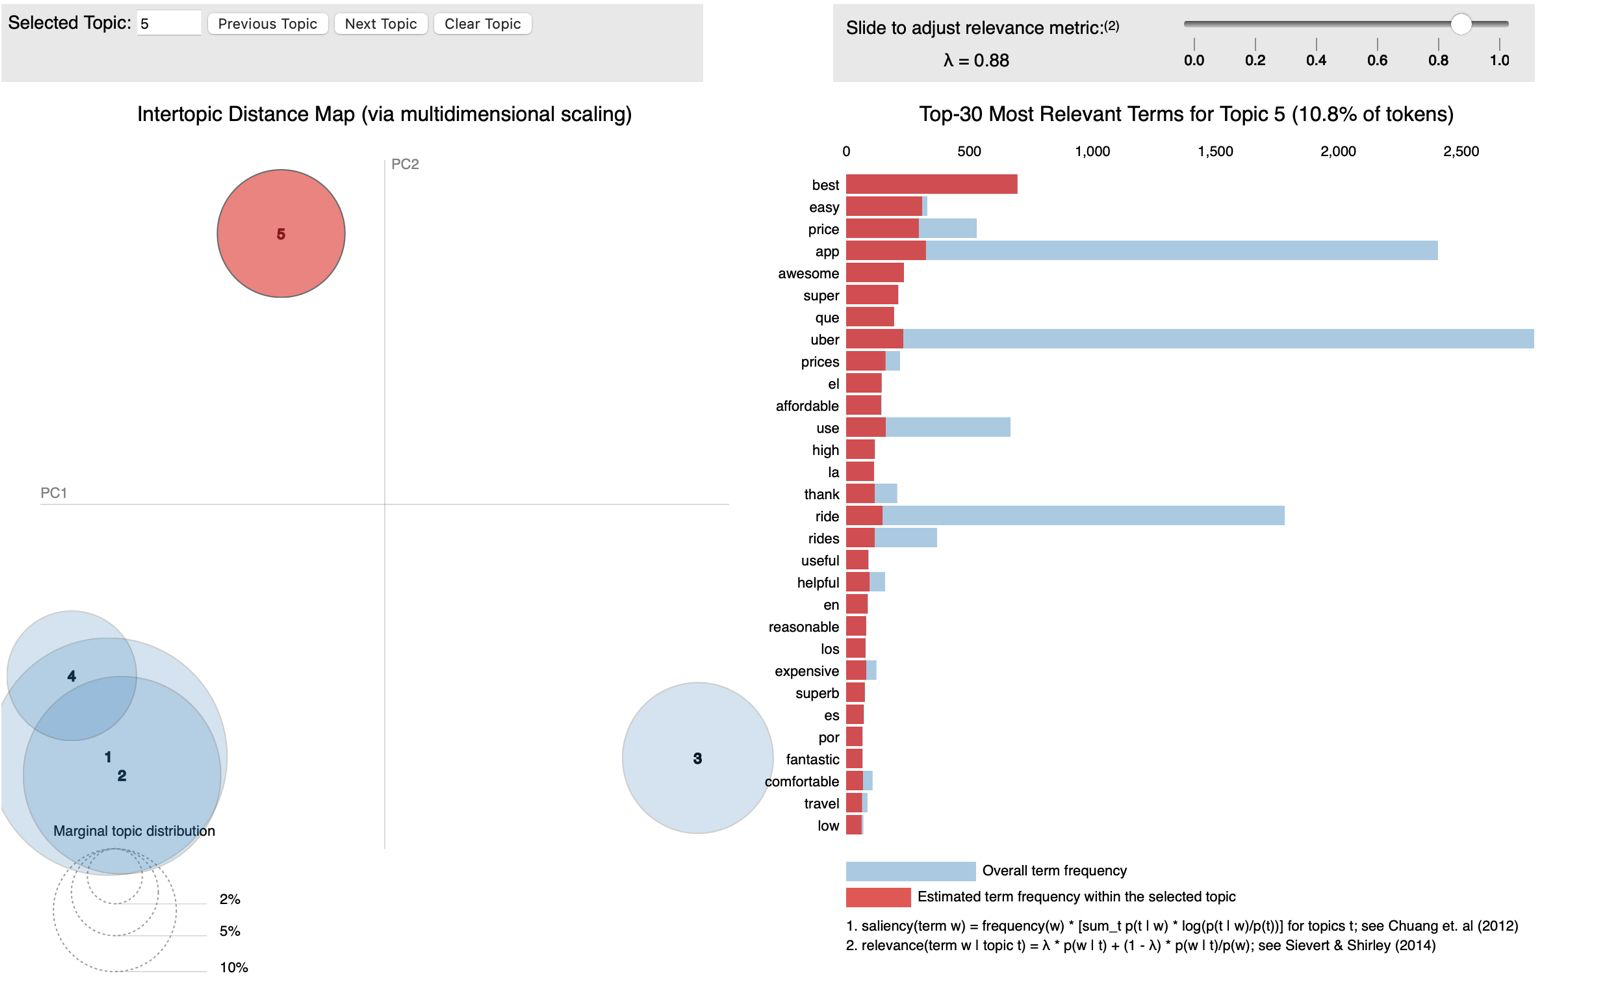 Selected Topic: 5 Previous Topic Next Topic Clear Topic
Slide to adjust relevance metric:(2)
λ = 0.88
0.0 0.2 0.4 0.6 0.8 1.0
Intertopic Distance Map (via multidimensional scaling)
PC2
PC1
5
4
1
2
3
Marginal topic distribution
2%
5%
10%
Top-30 Most Relevant Terms for Topic 5 (10.8% of tokens)
0 500 1,000 1,500 2,000 2,500
best
easy
price
app
awesome
super
que
uber
prices
el
affordable
use
high
la
thank
ride
rides
useful
helpful
en
reasonable
los
expensive
superb
es
por
fantastic
comfortable
travel
low
Overall term frequency
Estimated term frequency within the selected topic
1. saliency(term w) = frequency(w) * [sum_t p(t | w) * log(p(t | w)/p(t))] for topics t; see Chuang et. al (2012)
2. relevance(term w | topic t) = λ * p(w | t) + (1 - λ) * p(w | t)/p(w); see Sievert & Shirley (2014)